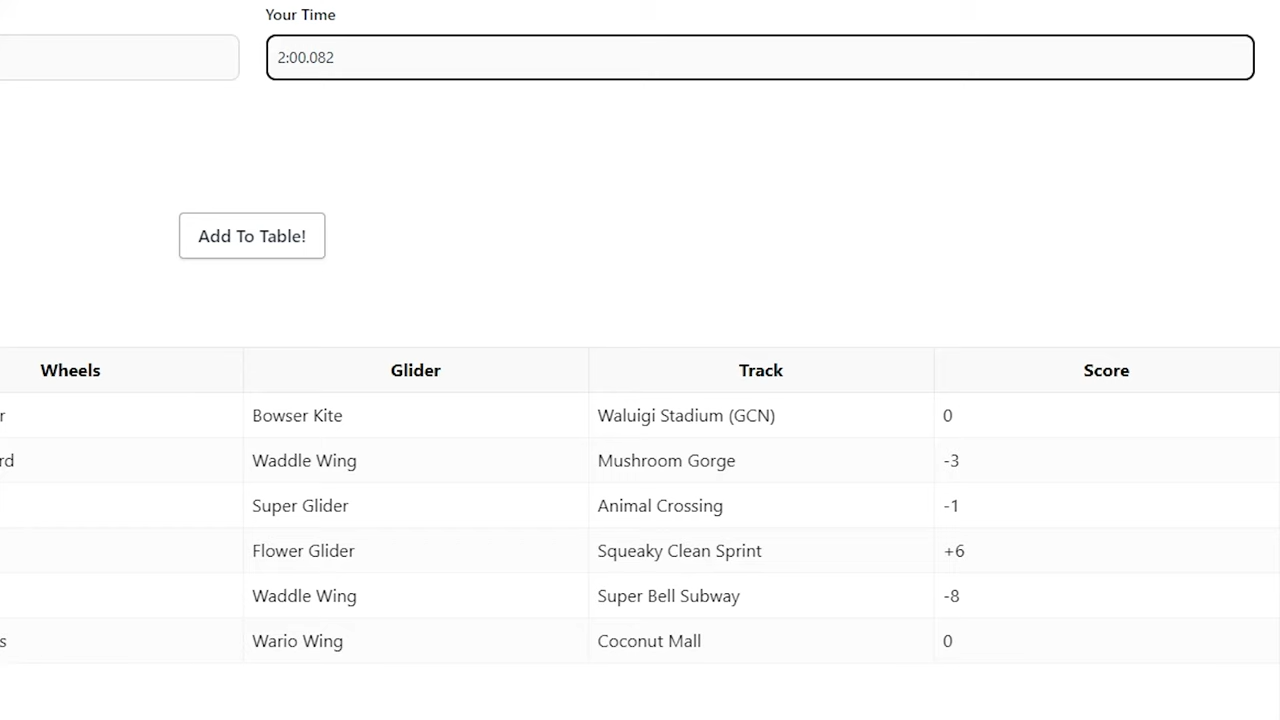 Your Time
2:00.082
Add To Table!
Wheels Glider Track Score
r Bowser Kite Waluigi Stadium (GCN) 0
rd Waddle Wing Mushroom Gorge -3
Super Glider Animal Crossing -1
Flower Glider Squeaky Clean Sprint +6
Waddle Wing Super Bell Subway -8
s Wario Wing Coconut Mall 0